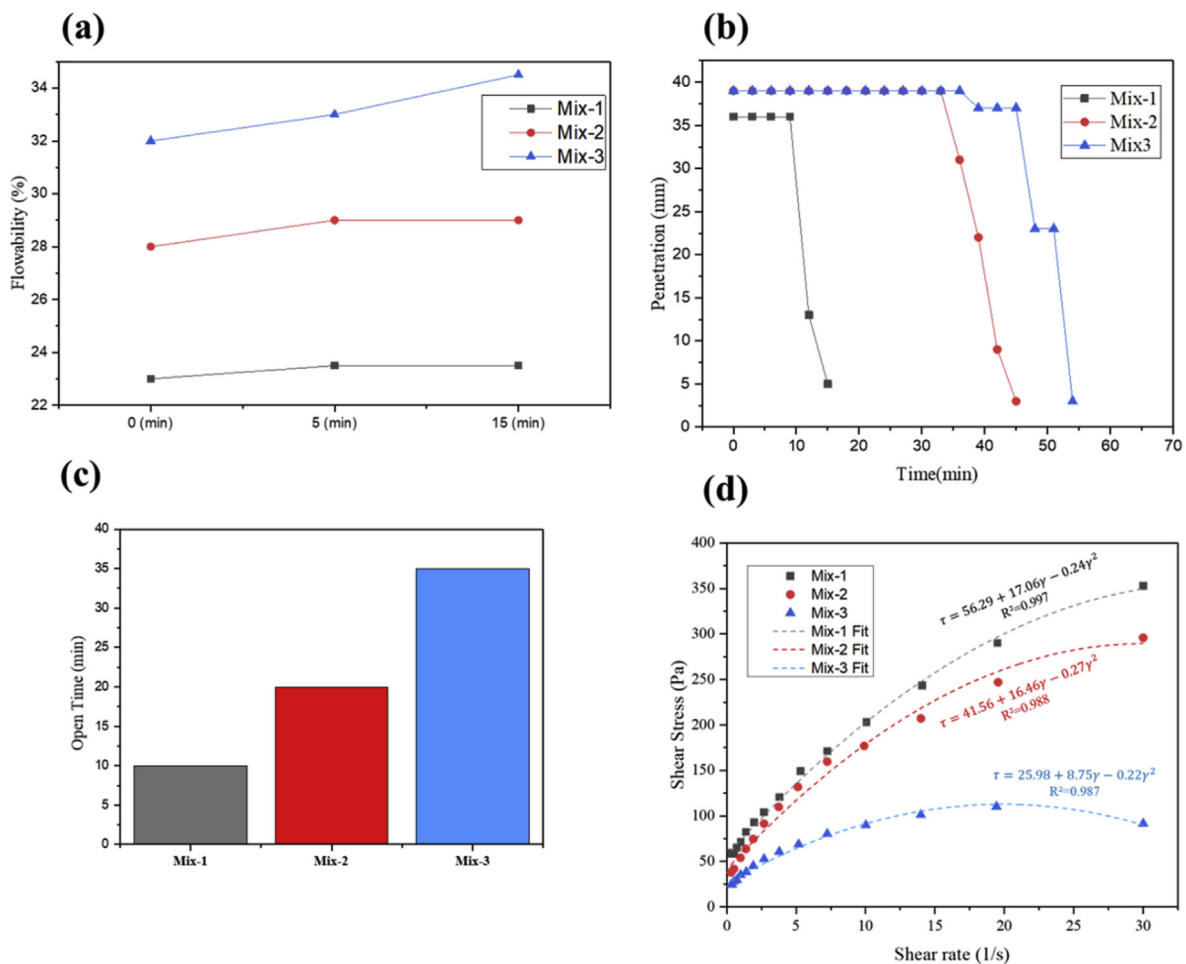 (a)
34
32
30
28
26
24
22
Flowability (%)
0 (min)
5 (min)
15 (min)
Mix-1
Mix-2
Mix-3
(b)
40
35
30
25
20
15
10
5
0
Penetration (mm)
0
10
20
30
40
50
60
70
Time(min)
Mix-1
Mix-2
Mix3
(c)
40
35
30
25
20
15
10
5
0
Open Time (min)
Mix-1
Mix-2
Mix-3
(d)
400
350
300
250
200
150
100
50
0
Shear Stress (Pa)
0
5
10
15
20
25
30
Shear rate (1/s)
Mix-1
Mix-2
Mix-3
Mix-1 Fit
Mix-2 Fit
Mix-3 Fit
τ = 56.29 + 17.06γ − 0.24γ²
R²=0.997
τ = 41.56 + 16.46γ − 0.27γ²
R²=0.988
τ = 25.98 + 8.75γ − 0.22γ²
R²=0.987